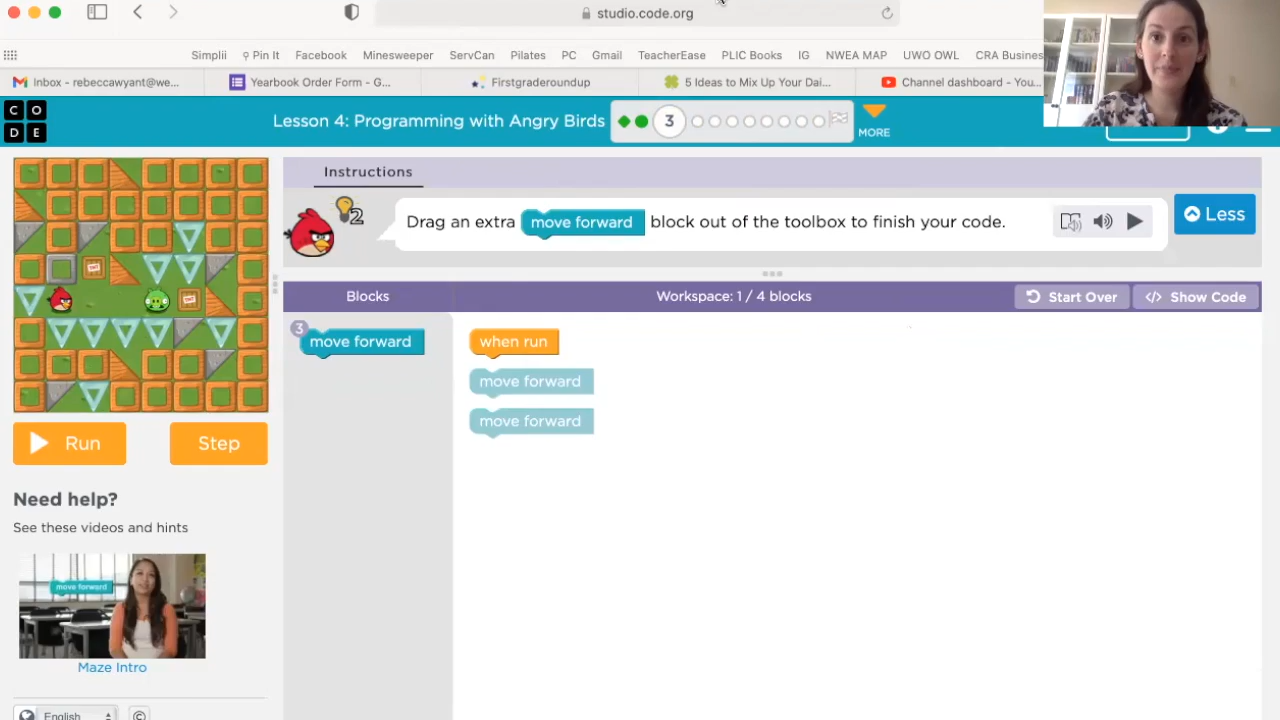 studio.code.org
Simplii Pin It Facebook Minesweeper ServCan Pilates PC Gmail TeacherEase PLIC Books IG NWEA MAP UWO OWL CRA Busines
Inbox - rebeccawyant@we... Yearbook Order Form - G... Firstgraderoundup 5 Ideas to Mix Up Your Dai... Channel dashboard - You...
CO
DE
Lesson 4: Programming with Angry Birds 3 MORE
Instructions
2 Drag an extra move forward block out of the toolbox to finish your code. Less
Blocks Workspace: 1 / 4 blocks Start Over </> Show Code
3 move forward when run
move forward
move forward
Run Step
Need help?
See these videos and hints
move forward
Maze Intro
English ©